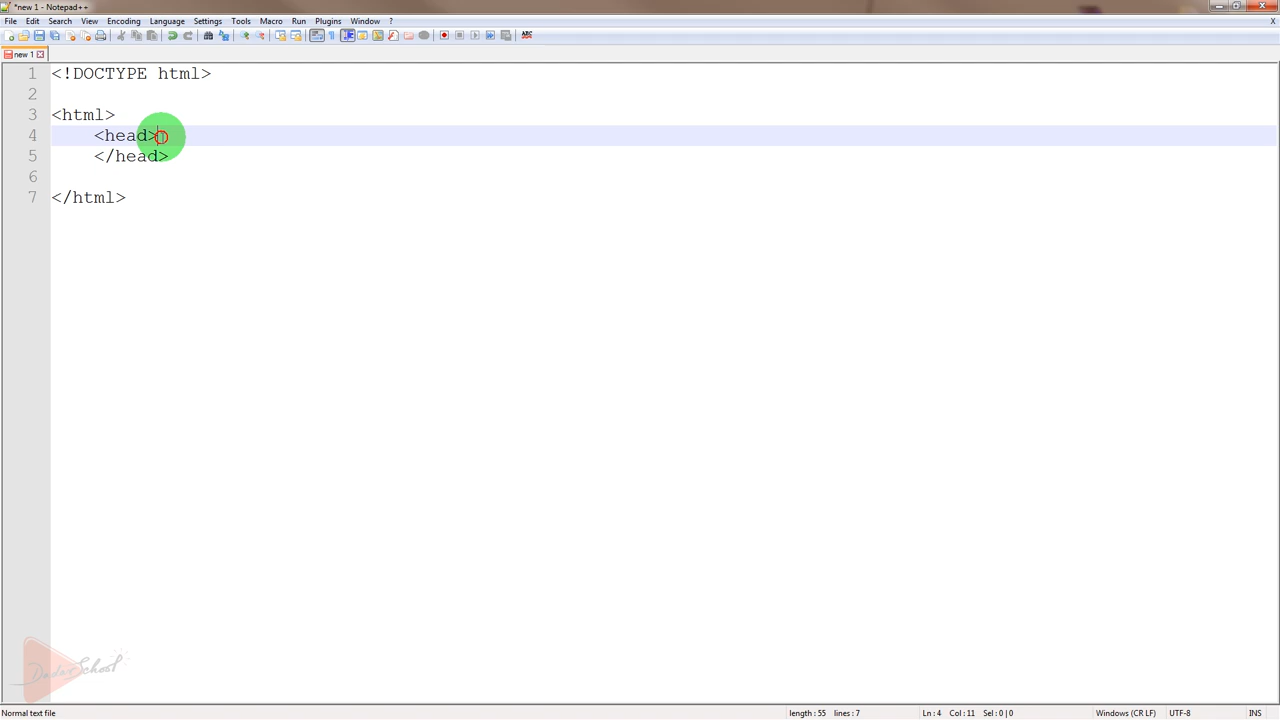 *new 1 - Notepad++
File Edit Search View Encoding Language Settings Tools Macro Run Plugins Window ?
X
ABC
new 1
1 <!DOCTYPE html>
2
3 <html>
4 <head>
5 </head>
6
7 </html>
DadarSchool
Normal text file length : 55 lines : 7 Ln : 4 Col : 11 Sel : 0 | 0 Windows (CR LF) UTF-8 INS